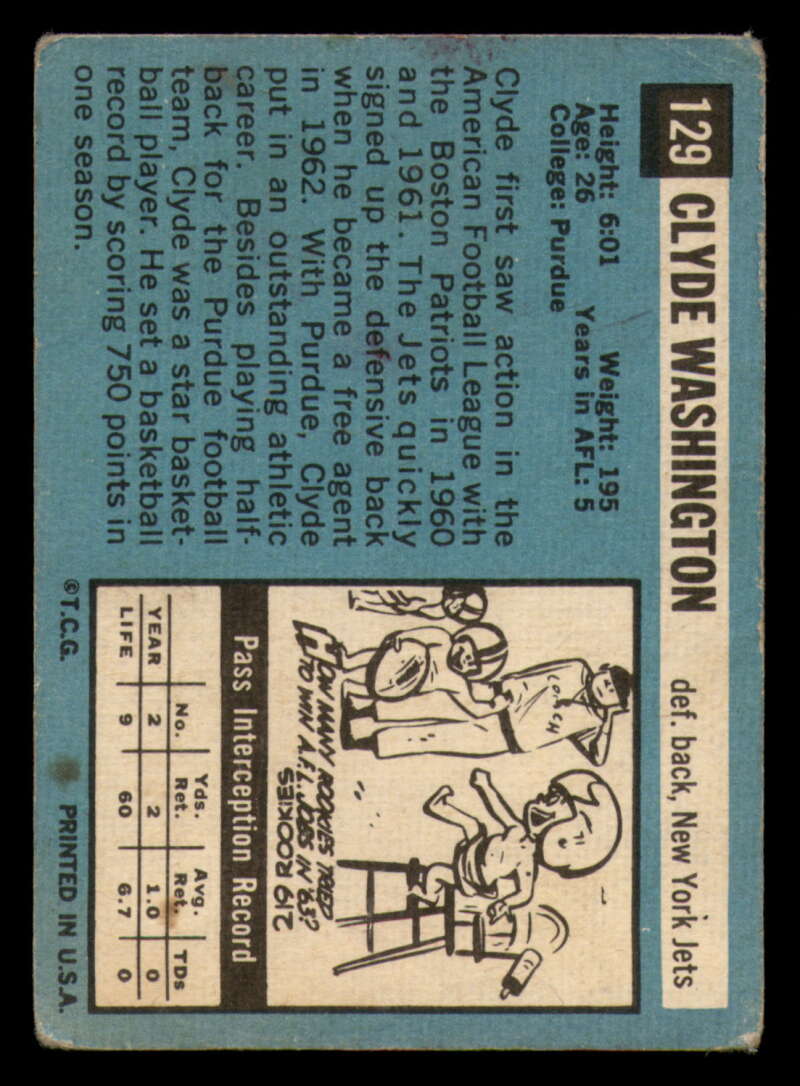 129 CLYDE WASHINGTON def. back, New York Jets
Height: 6:01 Weight: 195
Age: 26 Years in AFL: 5
College: Purdue
Clyde first saw action in the
American Football League with
the Boston Patriots in 1960
and 1961. The Jets quickly
signed up the defensive back
when he became a free agent
in 1962. With Purdue, Clyde
put in an outstanding athletic
career. Besides playing half-
back for the Purdue football
team, Clyde was a star basket-
ball player. He set a basketball
record by scoring 750 points in
one season.
COACH
HOW MANY ROOKIES TRIED
TO WIN A.F.L. JOBS IN '63?
219 ROOKIES
Pass Interception Record
No. Yds. Ret. Avg. Ret. TDs
YEAR 2 2 1.0 0
LIFE 9 60 6.7 0
©T.C.G. PRINTED IN U.S.A.